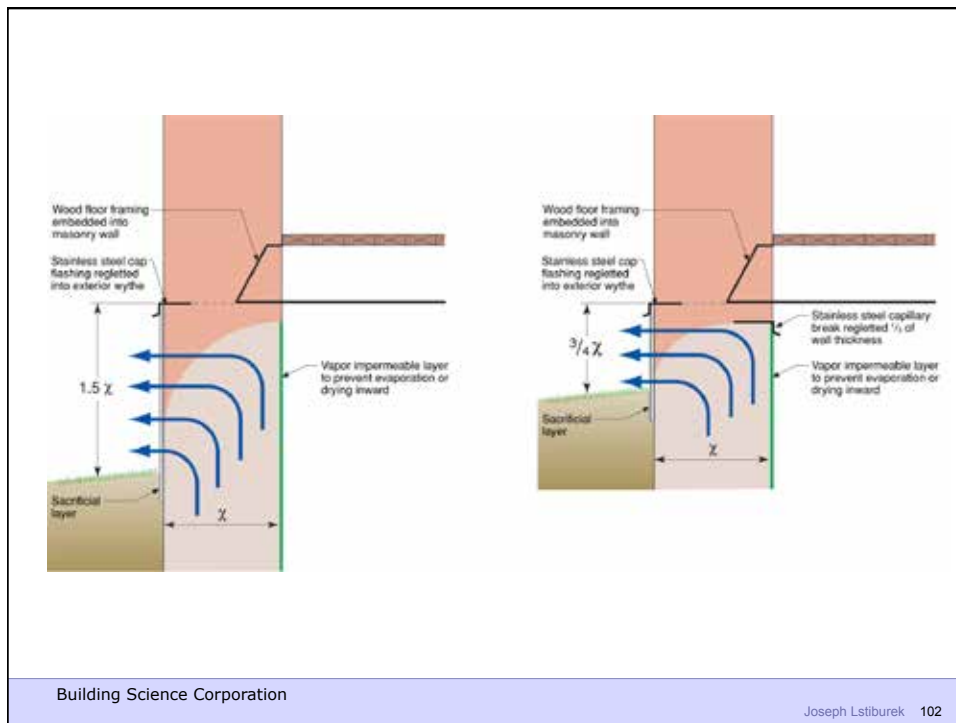 Wood floor framing
embedded into
masonry wall
Stainless steel cap
flashing regletted
into exterior wythe
1.5 χ
Vapor impermeable layer
to prevent evaporation or
drying inward
Sacrificial
layer
χ
Wood floor framing
embedded into
masonry wall
Stainless steel cap
flashing regletted
into exterior wythe
Stainless steel capillary
break regletted ⅓ of
wall thickness
3/4 χ
Vapor impermeable layer
to prevent evaporation or
drying inward
Sacrificial
layer
χ
Building Science Corporation
Joseph Lstiburek 102